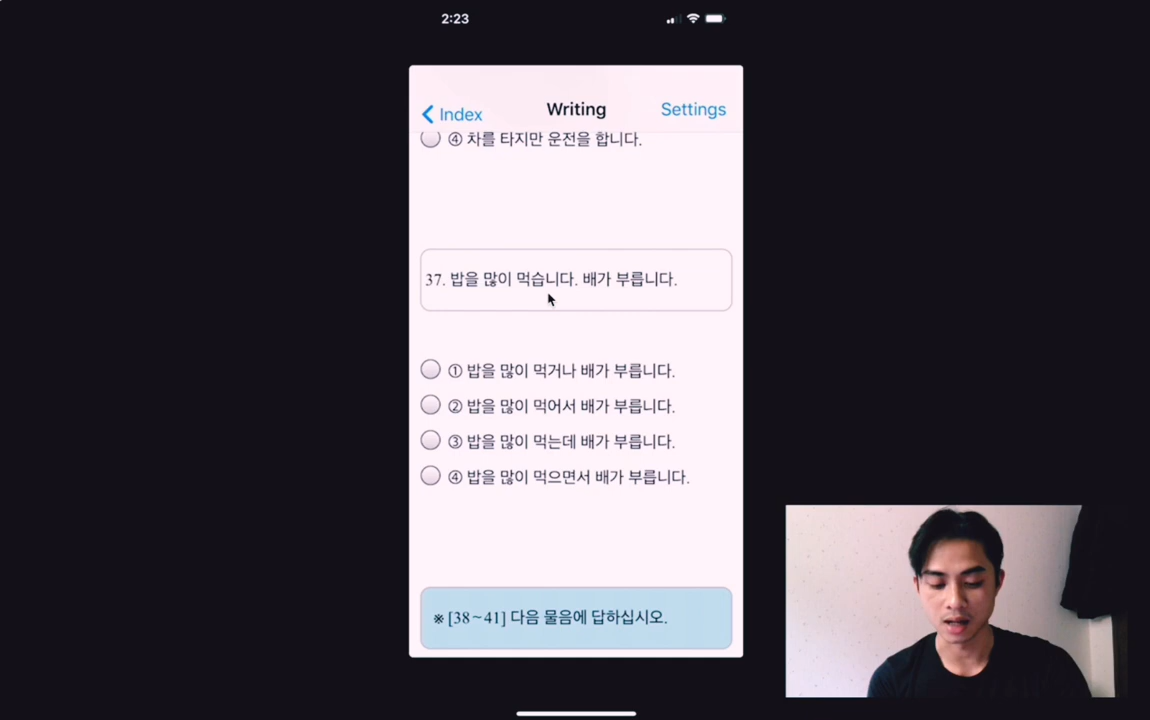 2:23
Index
Writing
Settings
④ 차를 타지만 운전을 합니다.
37. 밥을 많이 먹습니다. 배가 부릅니다.
① 밥을 많이 먹거나 배가 부릅니다.
② 밥을 많이 먹어서 배가 부릅니다.
③ 밥을 많이 먹는데 배가 부릅니다.
④ 밥을 많이 먹으면서 배가 부릅니다.
※ [38~41] 다음 물음에 답하십시오.